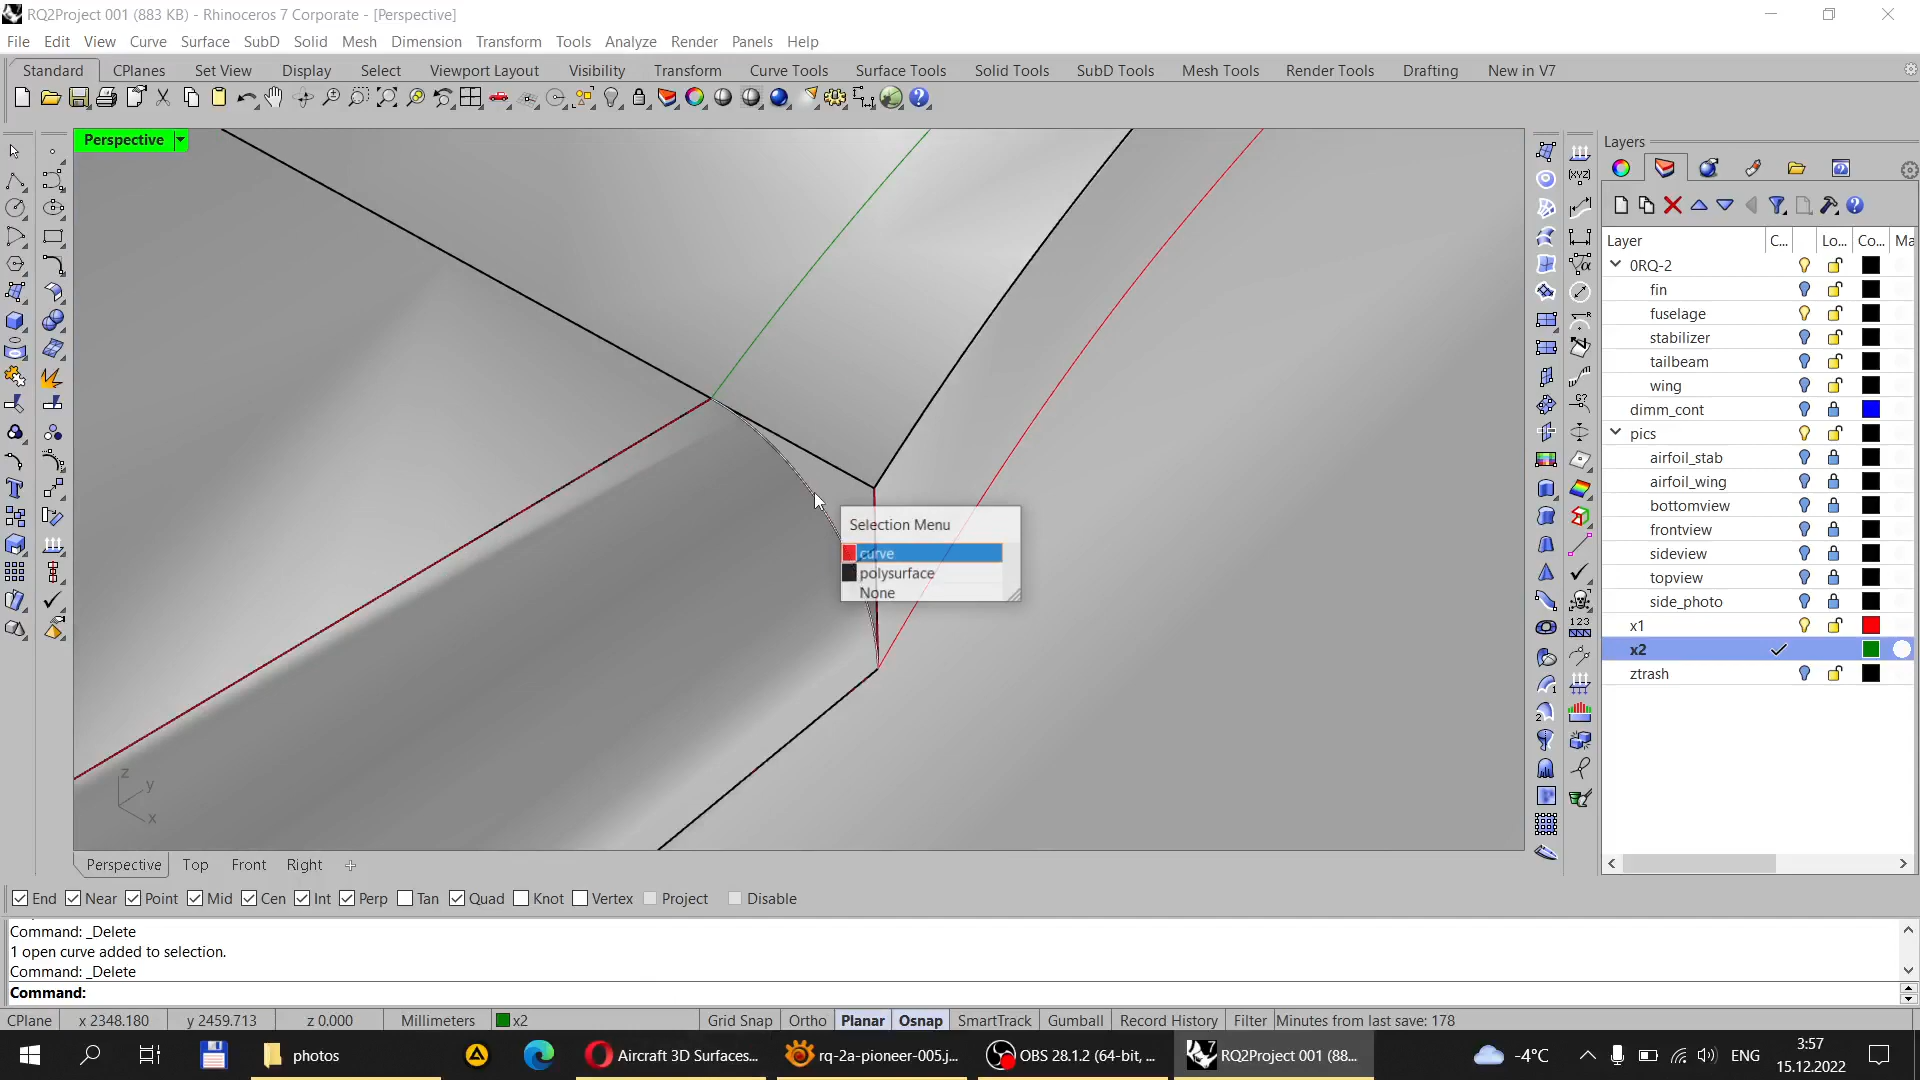 RQ2Project 001 (883 KB) - Rhinoceros 7 Corporate - [Perspective]
File Edit View Curve Surface SubD Solid Mesh Dimension Transform Tools Analyze Render Panels Help
Standard CPlanes Set View Display Select Viewport Layout Visibility Transform Curve Tools Surface Tools Solid Tools SubD Tools Mesh Tools Render Tools Drafting New in V7
Perspective
Layers
Layer C... Lo... Co... Ma
0RQ-2
fin
fuselage
stabilizer
tailbeam
wing
dimm_cont
pics
airfoil_stab
airfoil_wing
bottomview
frontview
sideview
topview
side_photo
x1
x2
ztrash
Selection Menu
curve
polysurface
None
z
y
x
Perspective Top Front Right
End Near Point Mid Cen Int Perp Tan Quad Knot Vertex Project Disable
Command: _Delete
1 open curve added to selection.
Command: _Delete
Command:
CPlane x 2348.180 y 2459.713 z 0.000 Millimeters x2 Grid Snap Ortho Planar Osnap SmartTrack Gumball Record History Filter Minutes from last save: 178
photos Aircraft 3D Surfaces... rq-2a-pioneer-005.j... OBS 28.1.2 (64-bit, ... RQ2Project 001 (88... -4°C ENG 3:57
15.12.2022